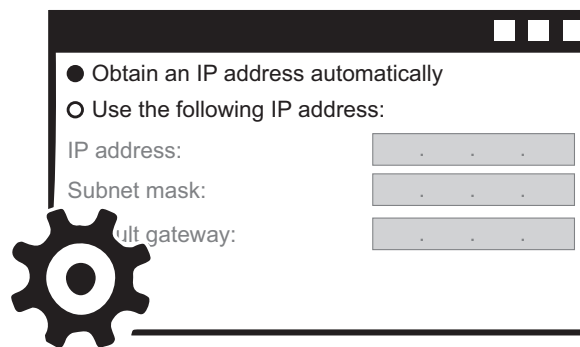 Obtain an IP address automatically
Use the following IP address:
IP address: . . .
Subnet mask: . . .
ult gateway: . . .